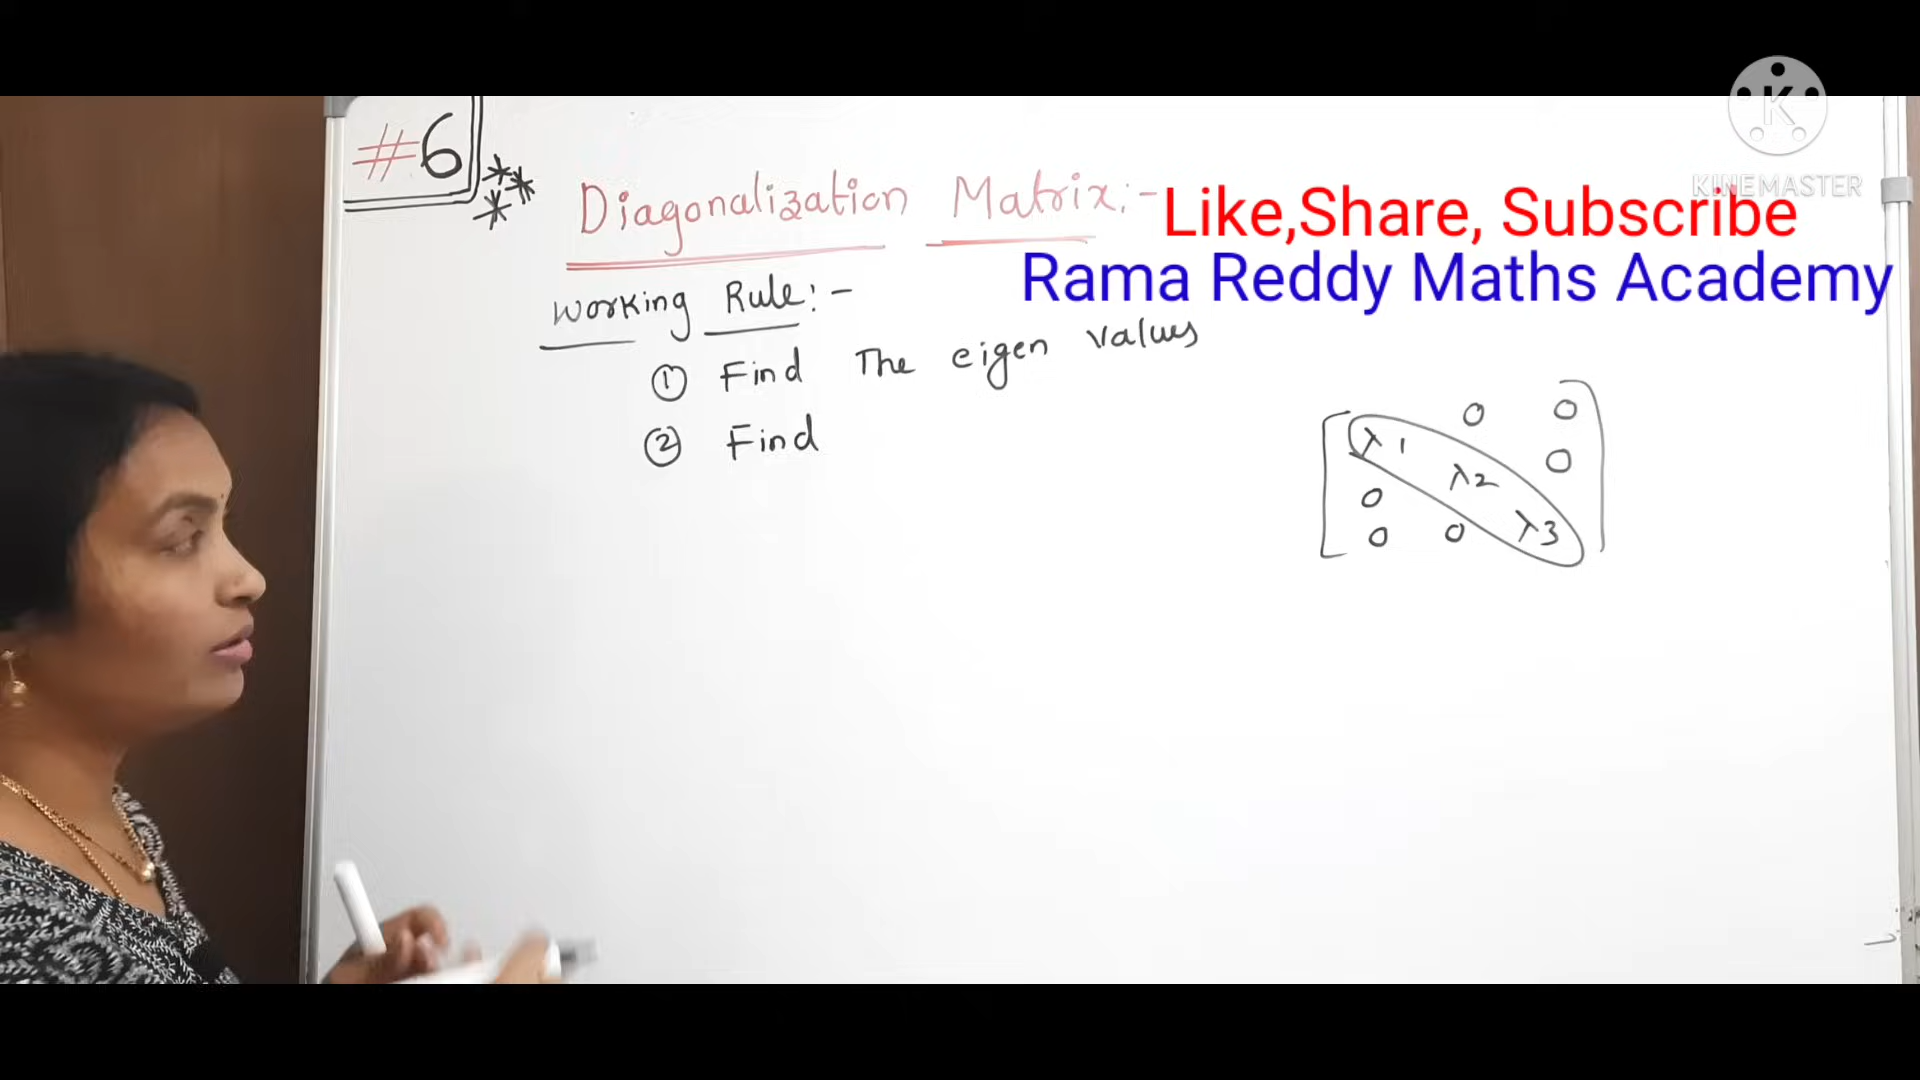 #6
Diagonalization Matrix:-
Like,Share, Subscribe
KINEMASTER
Rama Reddy Maths Academy
Working Rule:-
① Find The eigen values
② Find
λ1 0 0
0 λ2 0
0 0 λ3